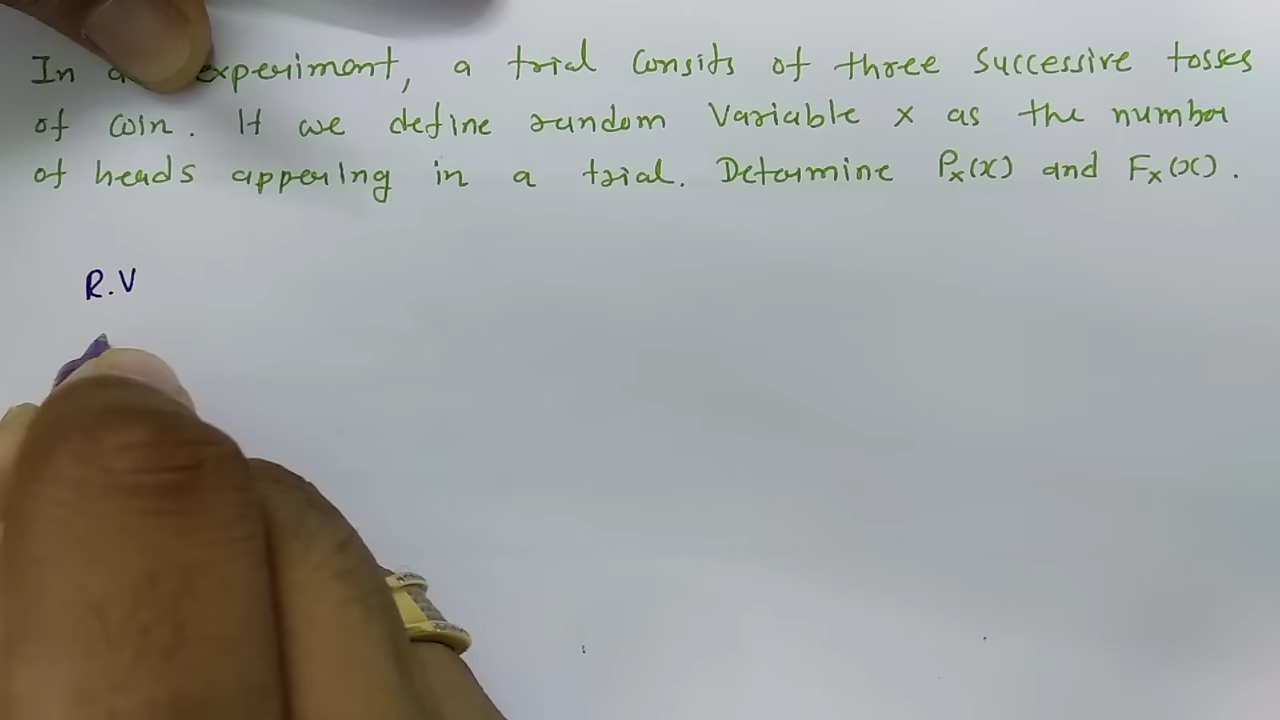 In experiment, a trial consits of three successive tosses
of coin. If we define random variable x as the number
of heads appering in a trial. Determine Px(x) and Fx(x).
R.V